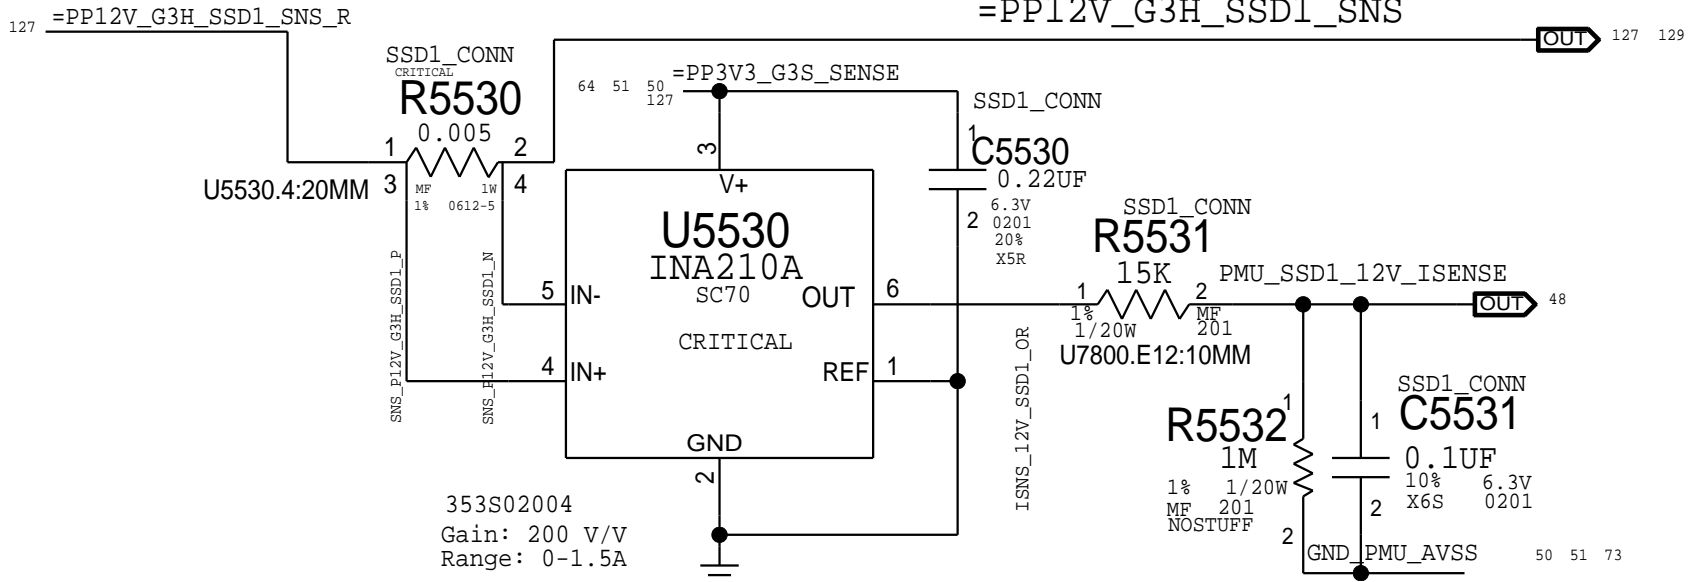 =PP12V_G3H_SSD1_SNS
127 =PP12V_G3H_SSD1_SNS_R
OUT 127 129
SSD1_CONN
CRITICAL
R5530
0.005
1 2
3 4
MF 1W
1% 0612-5
U5530.4:20MM
SNS_P12V_G3H_SSD1_P
SNS_P12V_G3H_SSD1_N
64 51 50 =PP3V3_G3S_SENSE
127
SSD1_CONN
1
C5530
0.22UF
2
6.3V
0201
20%
X5R
3
V+
U5530
INA210A
SC70
CRITICAL
5 IN-
4 IN+
OUT 6
REF 1
GND
2
353S02004
Gain: 200 V/V
Range: 0-1.5A
ISNS_12V_SSD1_OR
SSD1_CONN
R5531
15K
1 2
1% MF
1/20W 201
U7800.E12:10MM
PMU_SSD1_12V_ISENSE
OUT 48
1
R5532
1M
1% 1/20W
MF 201
NOSTUFF
2
SSD1_CONN
C5531
1
0.1UF
10% 6.3V
X6S 0201
2
GND_PMU_AVSS 50 51 73